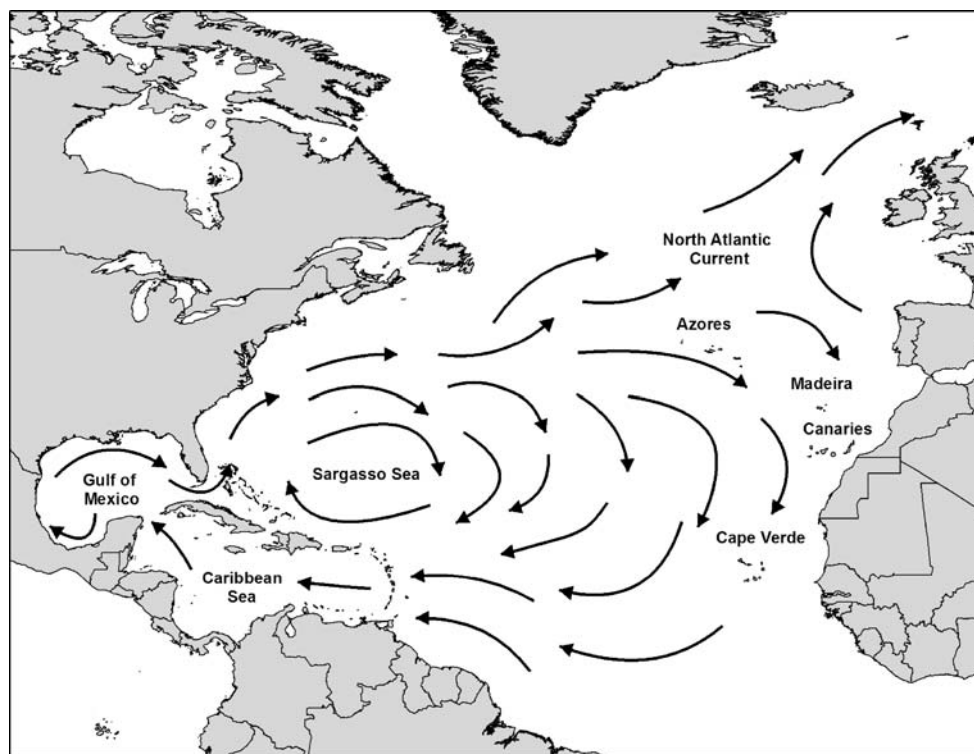 North Atlantic
Current
Azores
Madeira
Canaries
Gulf of
Mexico
Sargasso Sea
Cape Verde
Caribbean
Sea